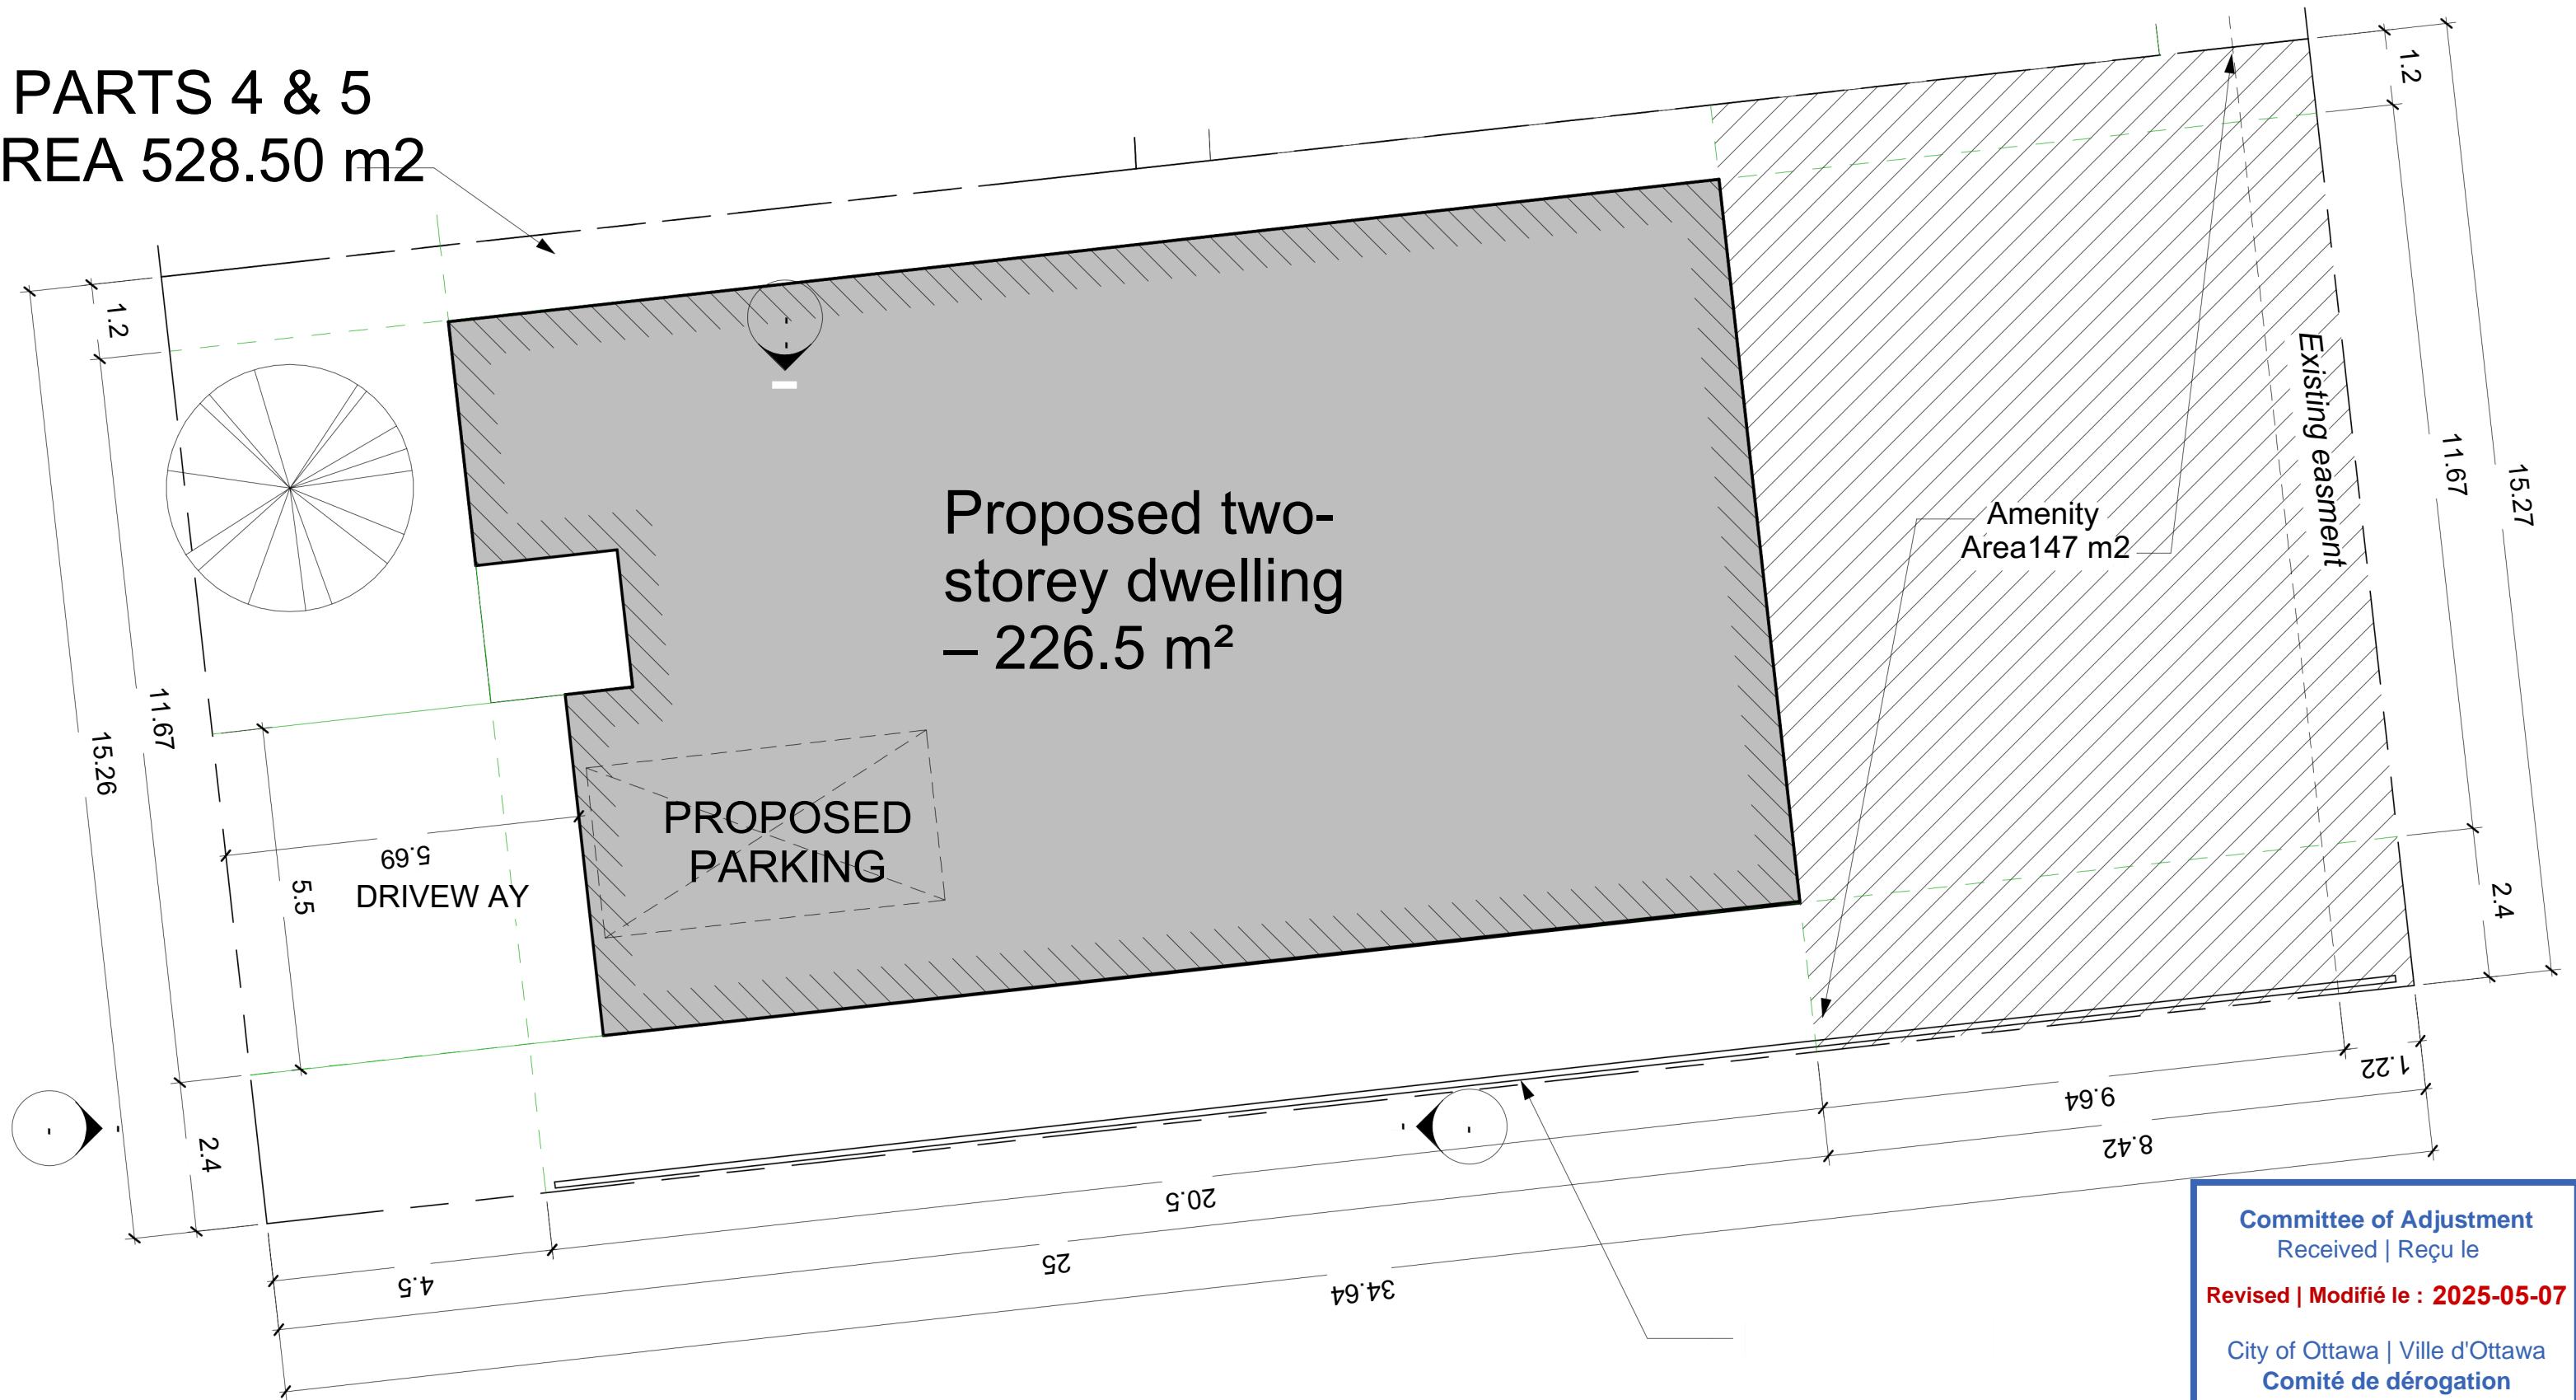 PARTS 4 & 5
REA 528.50 m2
1.2
11.67
15.26
2.4
1.2
11.67
15.27
2.4
Existing easment
Amenity
Area147 m2
Proposed two-
storey dwelling
– 226.5 m²
PROPOSED
PARKING
5.69
5.5
DRIVEW AY
1.22
9.64
8.42
20.5
4.5
25
34.64
Committee of Adjustment
Received | Reçu le
Revised | Modifié le : 2025-05-07
City of Ottawa | Ville d'Ottawa
Comité de dérogation